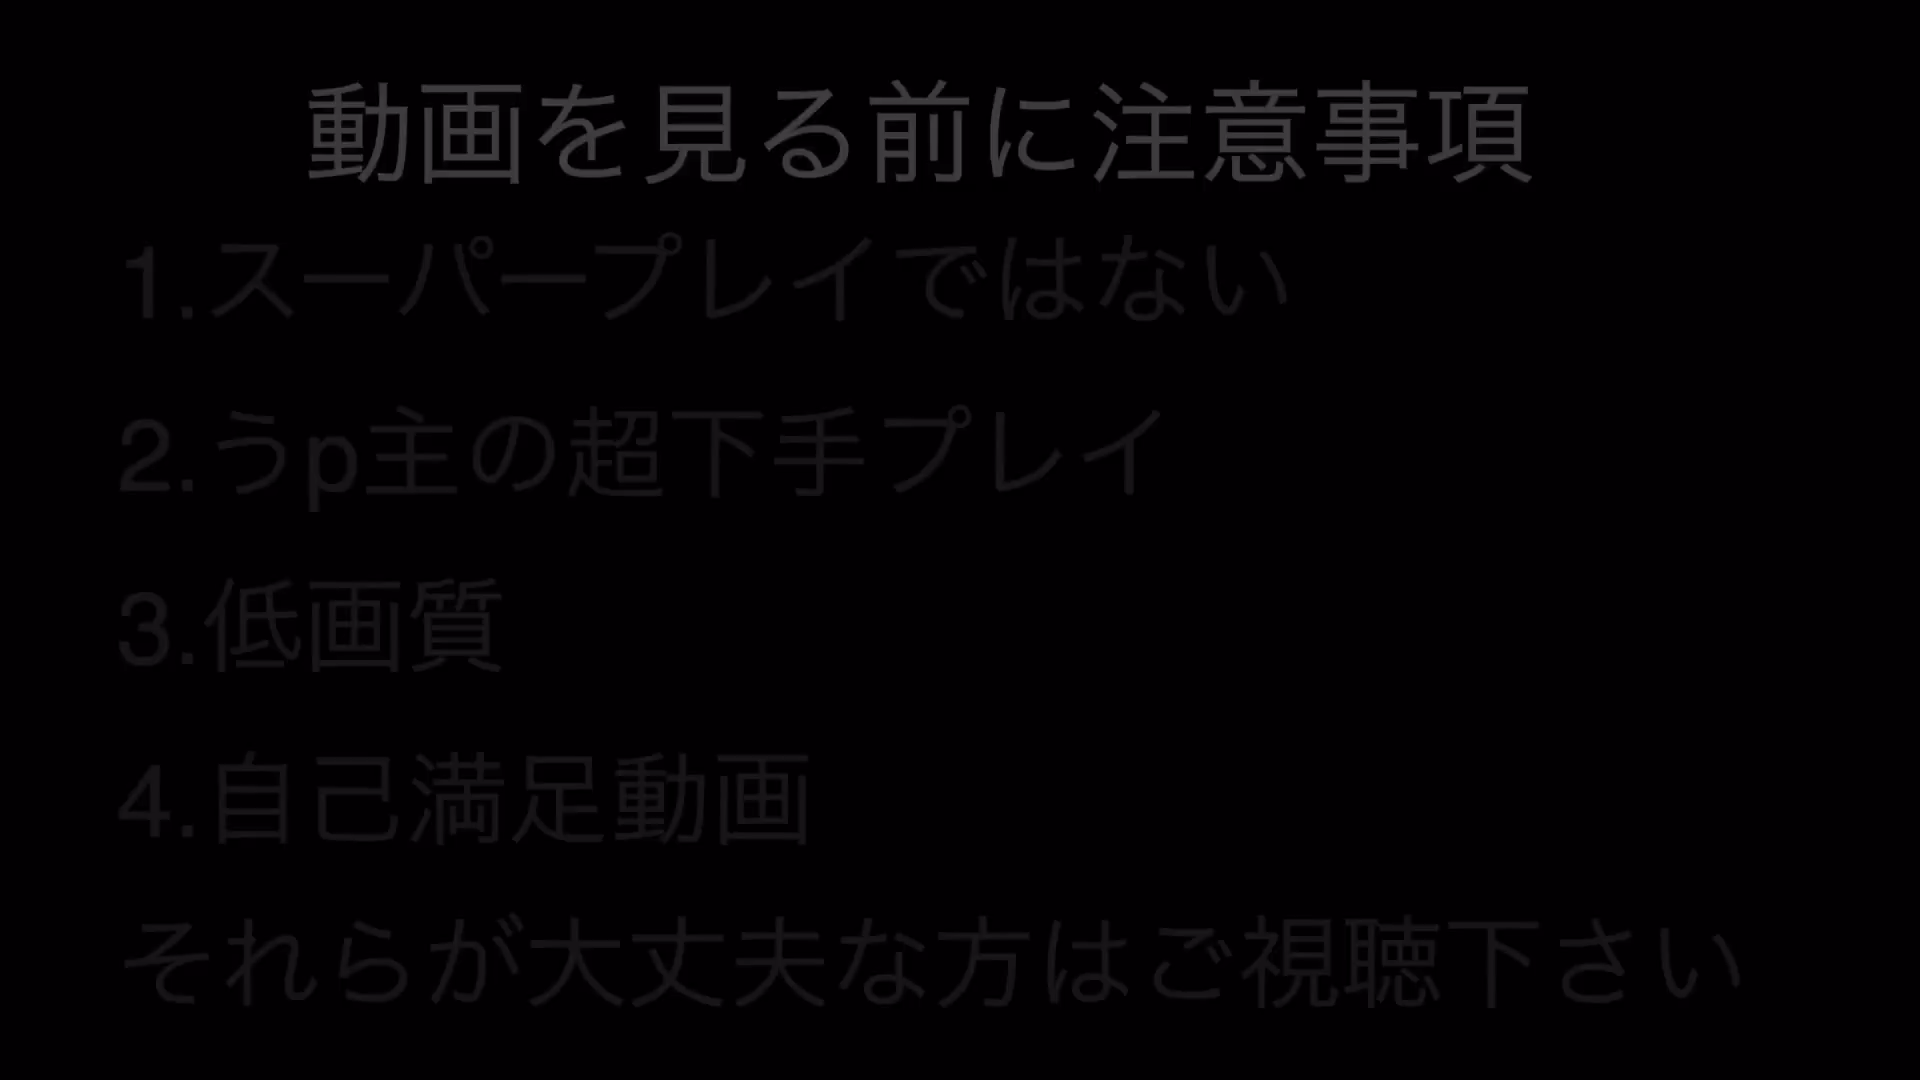 動画を見る前に注意事項
1.スーパープレイではない
2.うp主の超下手プレイ
3.低画質
4.自己満足動画
それらが大丈夫な方はご視聴下さい